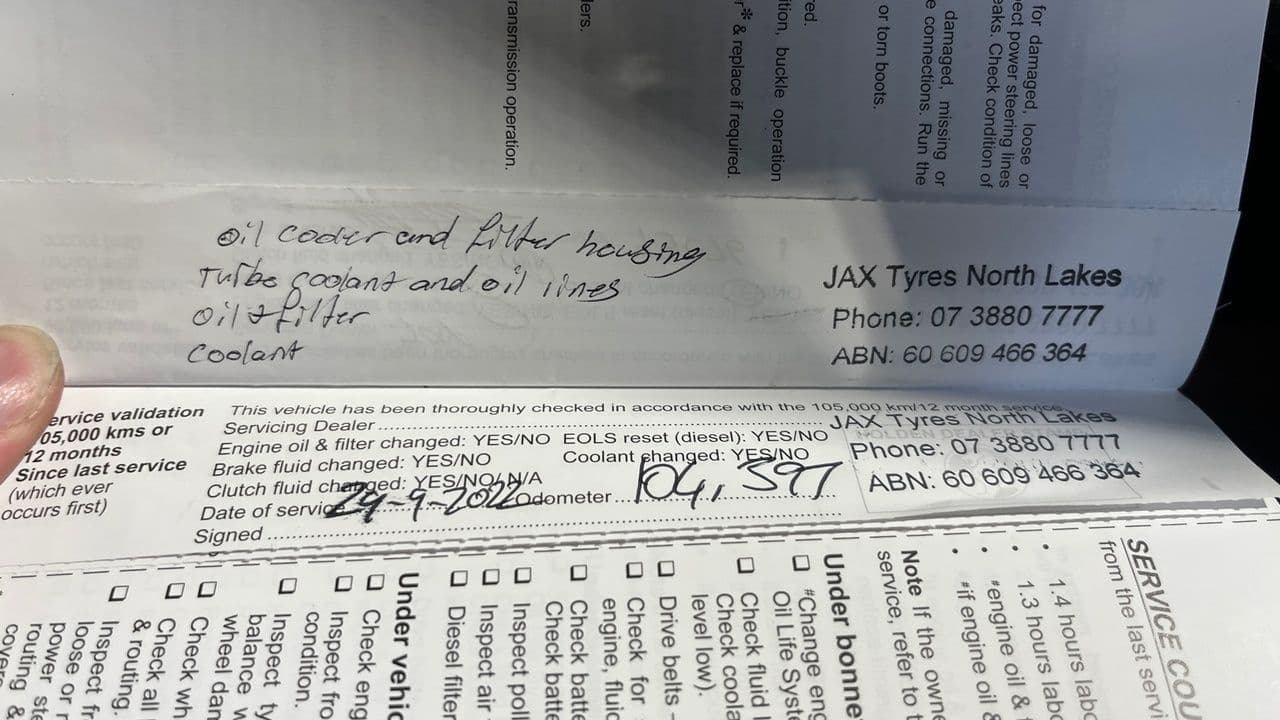 for damaged, loose or
ect power steering lines
eaks. Check condition of
damaged, missing or
e connections. Run the
or torn boots.
red.
ition, buckle operation
r* & replace if required.
lers.
ransmission operation.
oil cooler and filter housing
Turbo coolant and oil lines
oil & filter
coolant
JAX Tyres North Lakes
Phone: 07 3880 7777
ABN: 60 609 466 364
ervice validation
05,000 kms or
12 months
Since last service
(which ever
occurs first)
This vehicle has been thoroughly checked in accordance with the 105,000 km/12 month service
Servicing Dealer
Engine oil & filter changed: YES/NO EOLS reset (diesel): YES/NO
Brake fluid changed: YES/NO Coolant changed: YES/NO
Clutch fluid changed: YES/NO/N/A
Date of service 29-9-2022 Odometer 104,597
Signed
JAX Tyres North Lakes
HOLDEN DEALER STAMP
Phone: 07 3880 7777
ABN: 60 609 466 364
SERVICE COU
from the last servi
• 1.4 hours labo
• 1.3 hours labo
• #engine oil & f
• #if engine oil &
Note If the owne
service, refer to t
Under bonne
☐ #Change eng
Oil Life Syste
☐ Check fluid l
Check coola
level low).
☐ Drive belts -
☐ Check for
engine, fluid
☐ Check batte
Check batte
☐ Inspect poll
☐ Inspect air
☐ Diesel filter
Under vehic
☐ Check eng
☐ Inspect fro
condition.
☐ Inspect ty
balance w
wheel dam
☐ Check wh
☐ Check all
& routing.
☐ Inspect fr
loose or m
power ste
routing &
covers